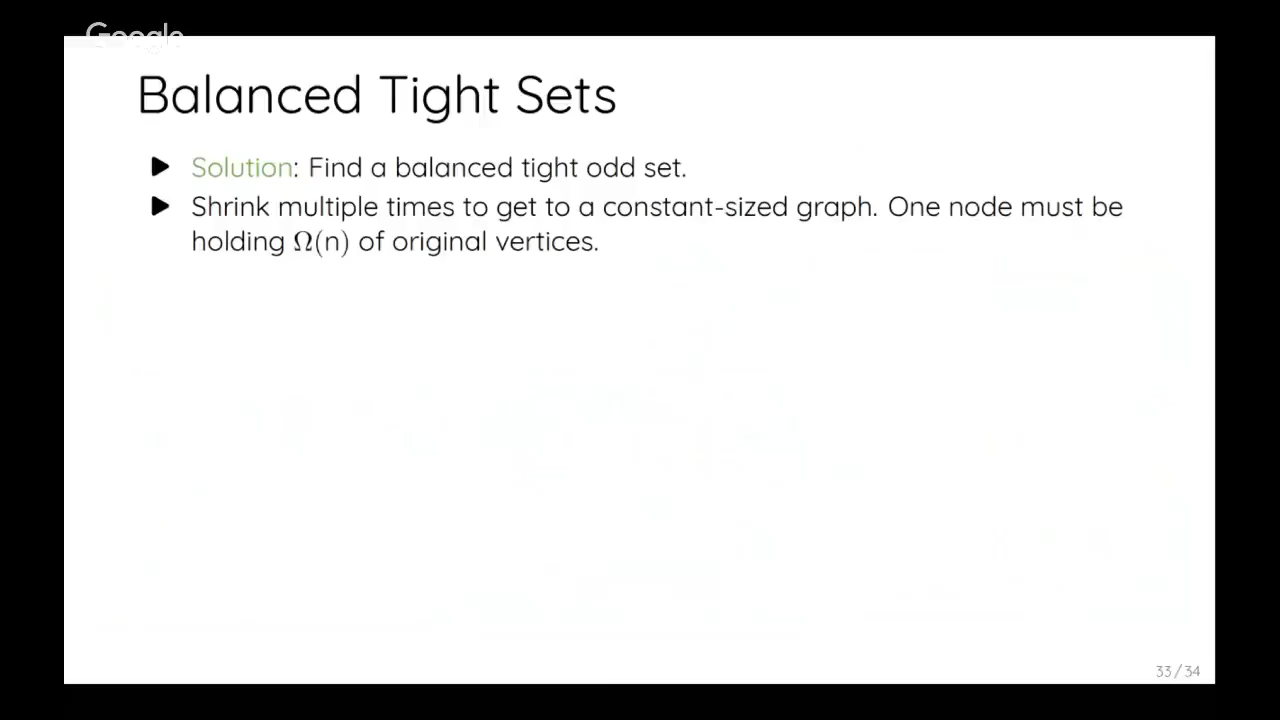 Google
Balanced Tight Sets
Solution: Find a balanced tight odd set.
Shrink multiple times to get to a constant-sized graph. One node must be
holding Ω(n) of original vertices.
33/34